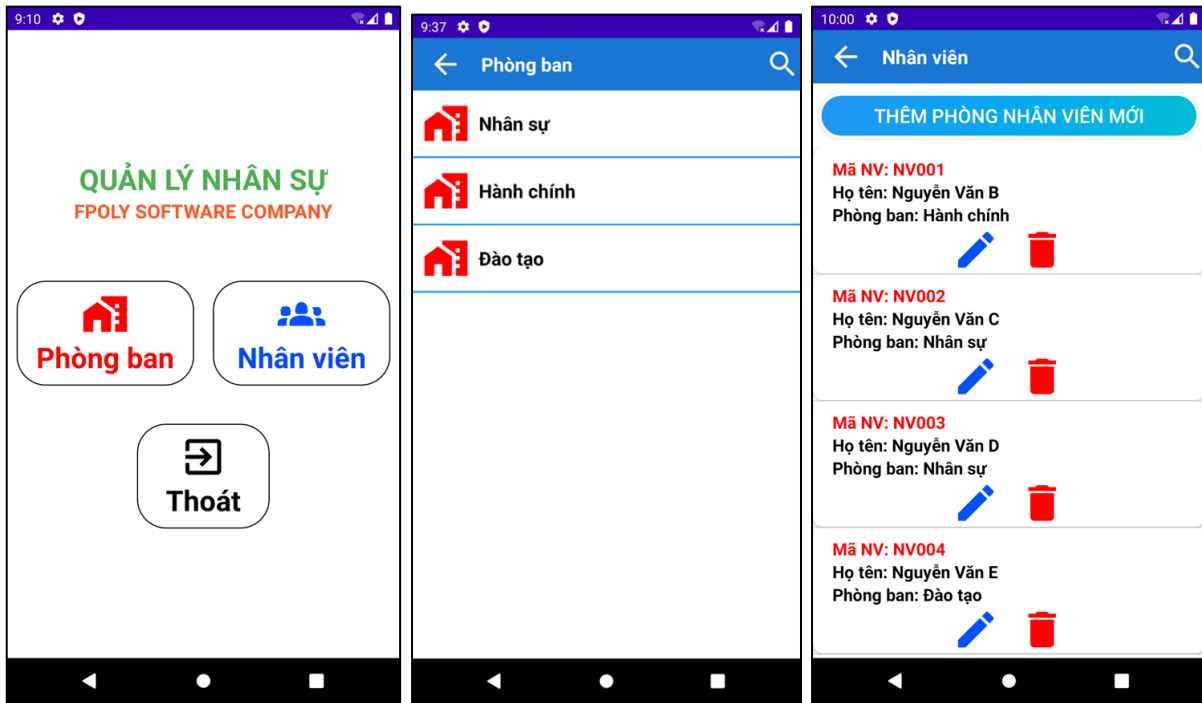 9:10
QUẢN LÝ NHÂN SỰ
FPOLY SOFTWARE COMPANY
Phòng ban
Nhân viên
Thoát
9:37
Phòng ban
Nhân sự
Hành chính
Đào tạo
10:00
Nhân viên
THÊM PHÒNG NHÂN VIÊN MỚI
Mã NV: NV001
Họ tên: Nguyễn Văn B
Phòng ban: Hành chính
Mã NV: NV002
Họ tên: Nguyễn Văn C
Phòng ban: Nhân sự
Mã NV: NV003
Họ tên: Nguyễn Văn D
Phòng ban: Nhân sự
Mã NV: NV004
Họ tên: Nguyễn Văn E
Phòng ban: Đào tạo